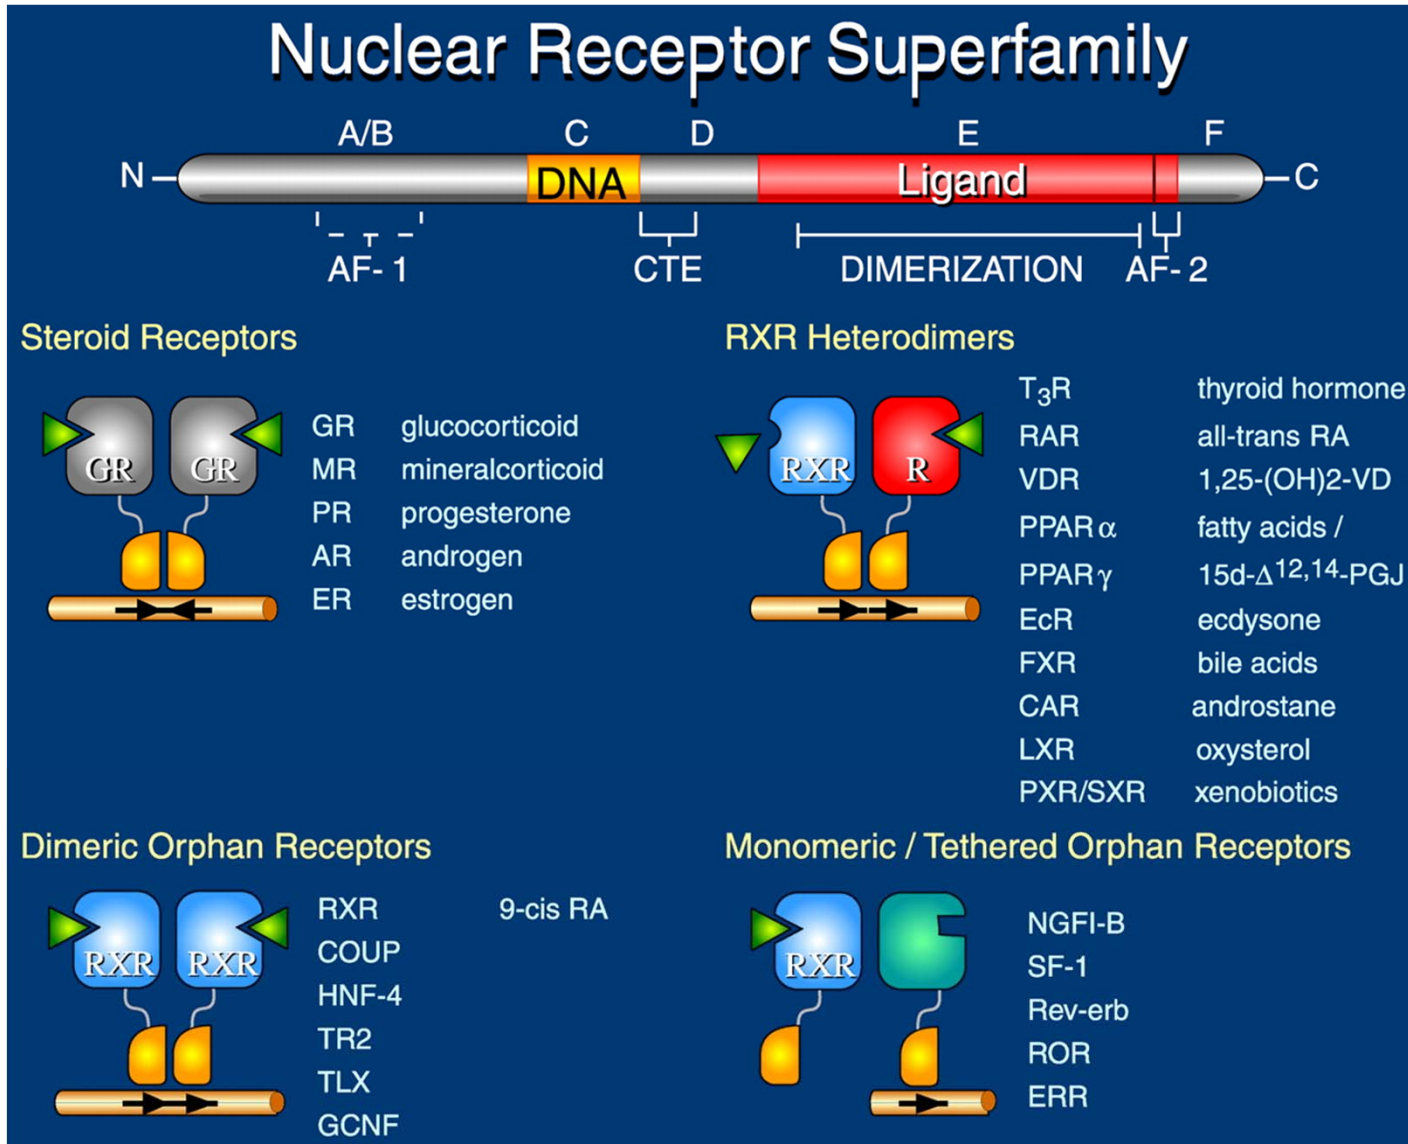 Nuclear Receptor Superfamily
A/B C D E F
N DNA Ligand C
AF- 1 CTE DIMERIZATION AF- 2
Steroid Receptors
GR GR
GR glucocorticoid
MR mineralcorticoid
PR progesterone
AR androgen
ER estrogen
RXR Heterodimers
RXR R
T₃R thyroid hormone
RAR all-trans RA
VDR 1,25-(OH)2-VD
PPAR α fatty acids /
PPAR γ 15d-Δ¹²,¹⁴-PGJ
EcR ecdysone
FXR bile acids
CAR androstane
LXR oxysterol
PXR/SXR xenobiotics
Dimeric Orphan Receptors
RXR RXR
RXR 9-cis RA
COUP
HNF-4
TR2
TLX
GCNF
Monomeric / Tethered Orphan Receptors
RXR
NGFI-B
SF-1
Rev-erb
ROR
ERR